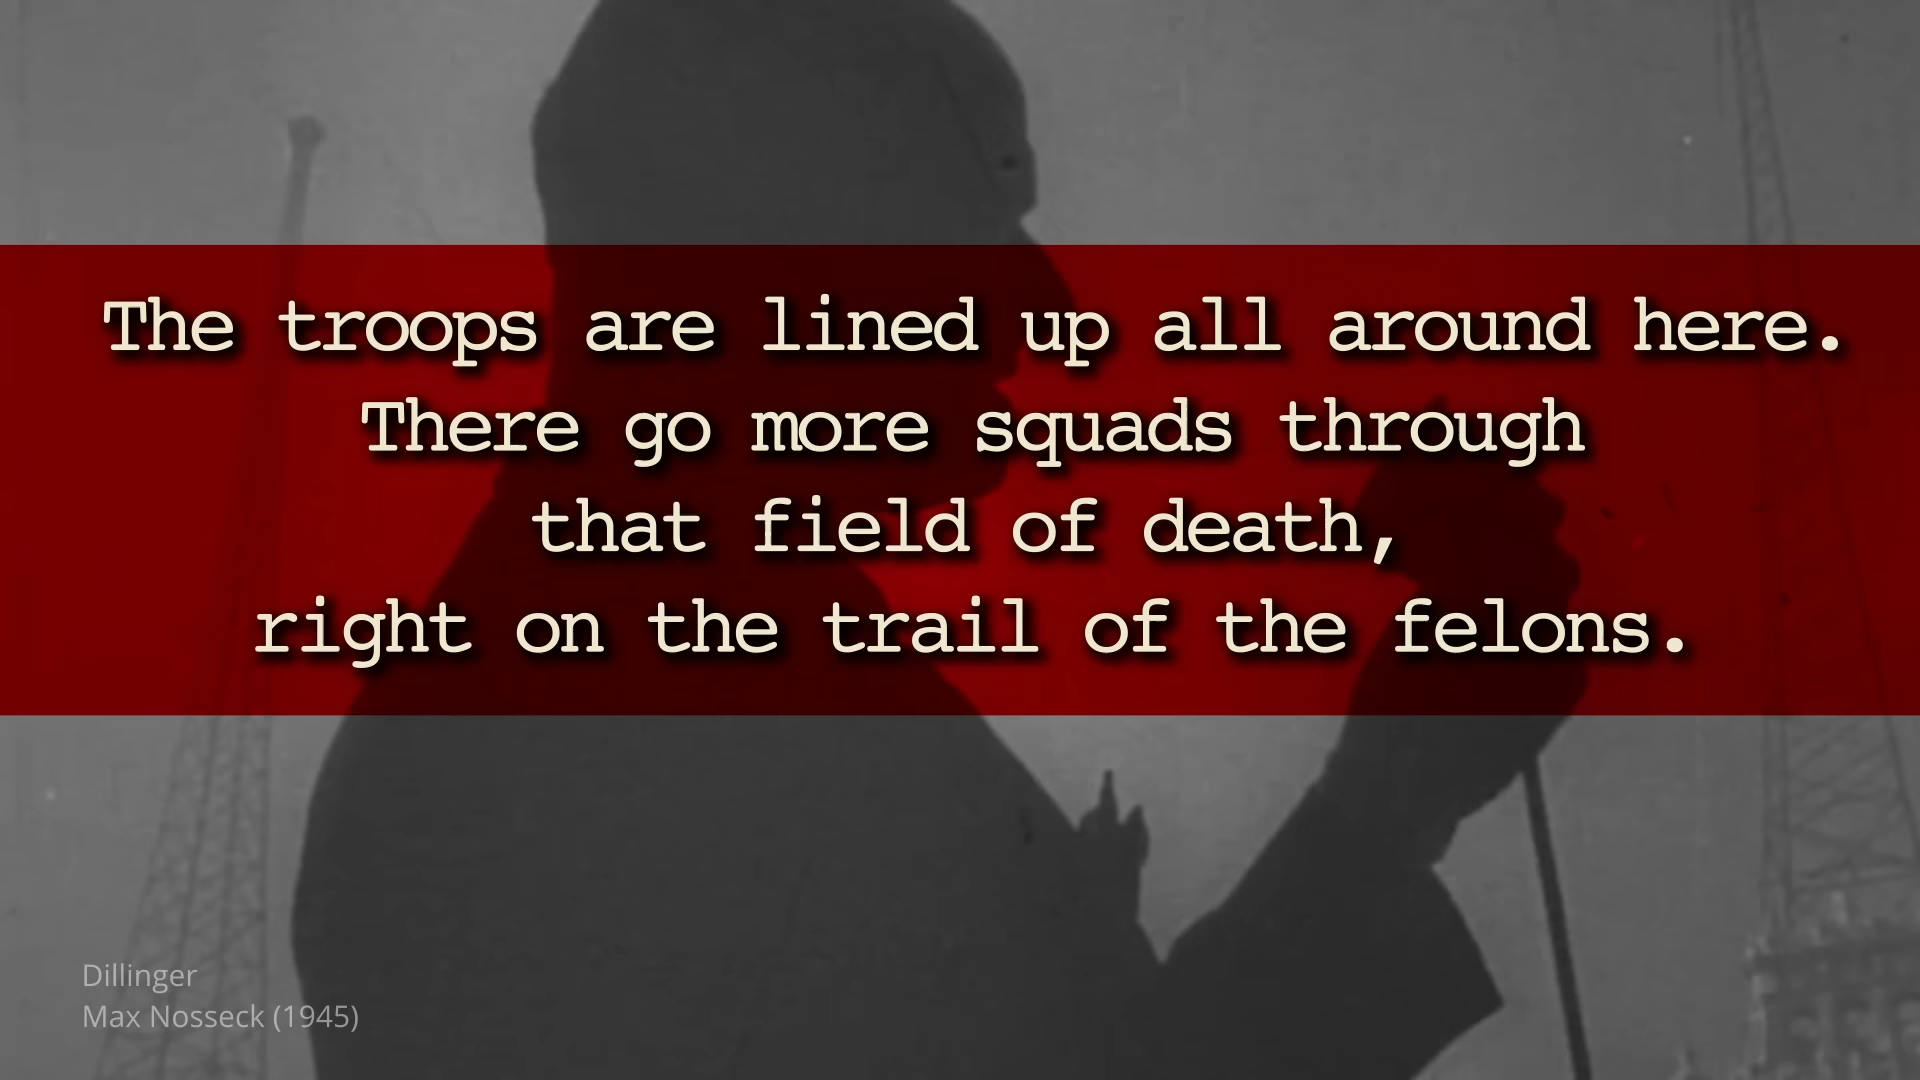 The troops are lined up all around here.
There go more squads through
that field of death,
right on the trail of the felons.
Dillinger
Max Nosseck (1945)